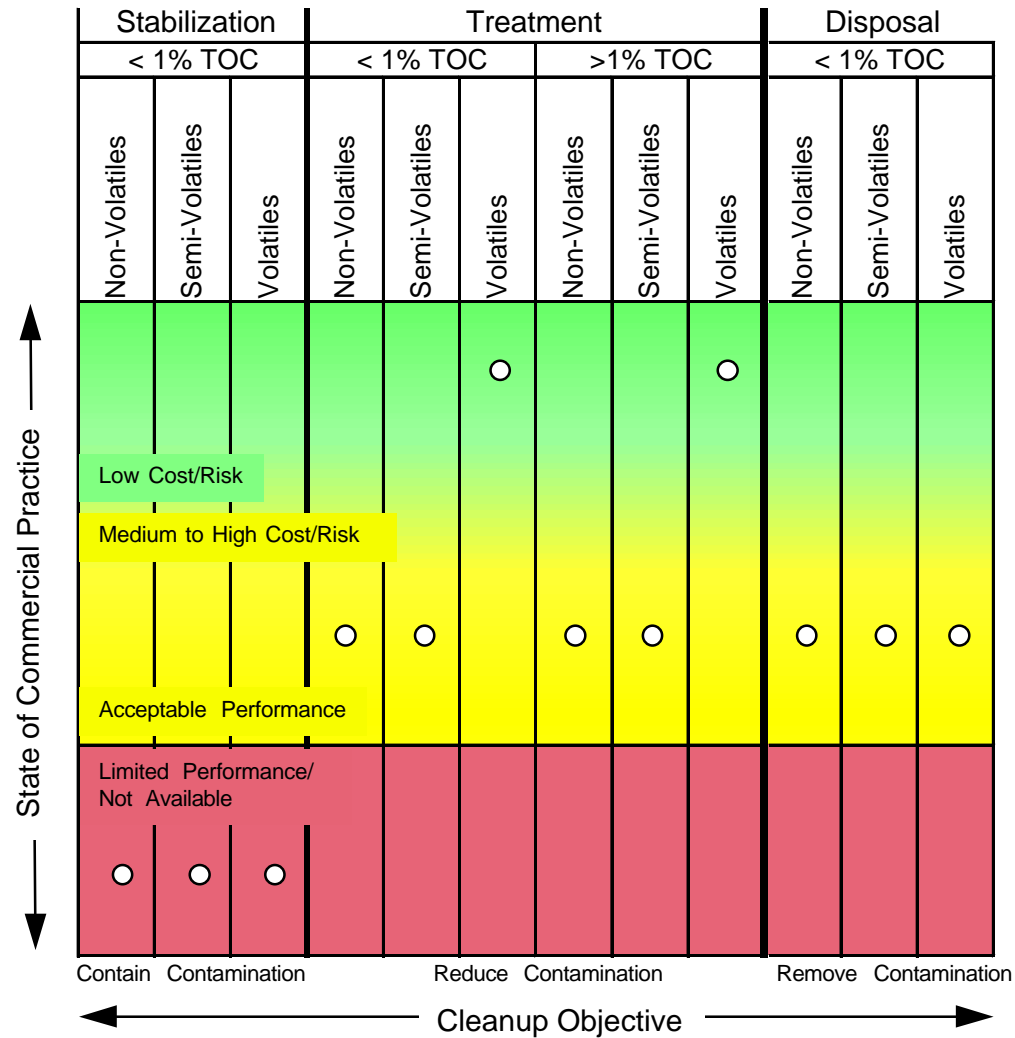 Stabilization
Treatment
Disposal
< 1% TOC
< 1% TOC
>1% TOC
< 1% TOC
Non-Volatiles
Semi-Volatiles
Volatiles
Non-Volatiles
Semi-Volatiles
Volatiles
Non-Volatiles
Semi-Volatiles
Volatiles
Non-Volatiles
Semi-Volatiles
Volatiles
State of Commercial Practice
Low Cost/Risk
Medium to High Cost/Risk
Acceptable Performance
Limited Performance/
Not Available
Contain Contamination
Reduce Contamination
Remove Contamination
Cleanup Objective